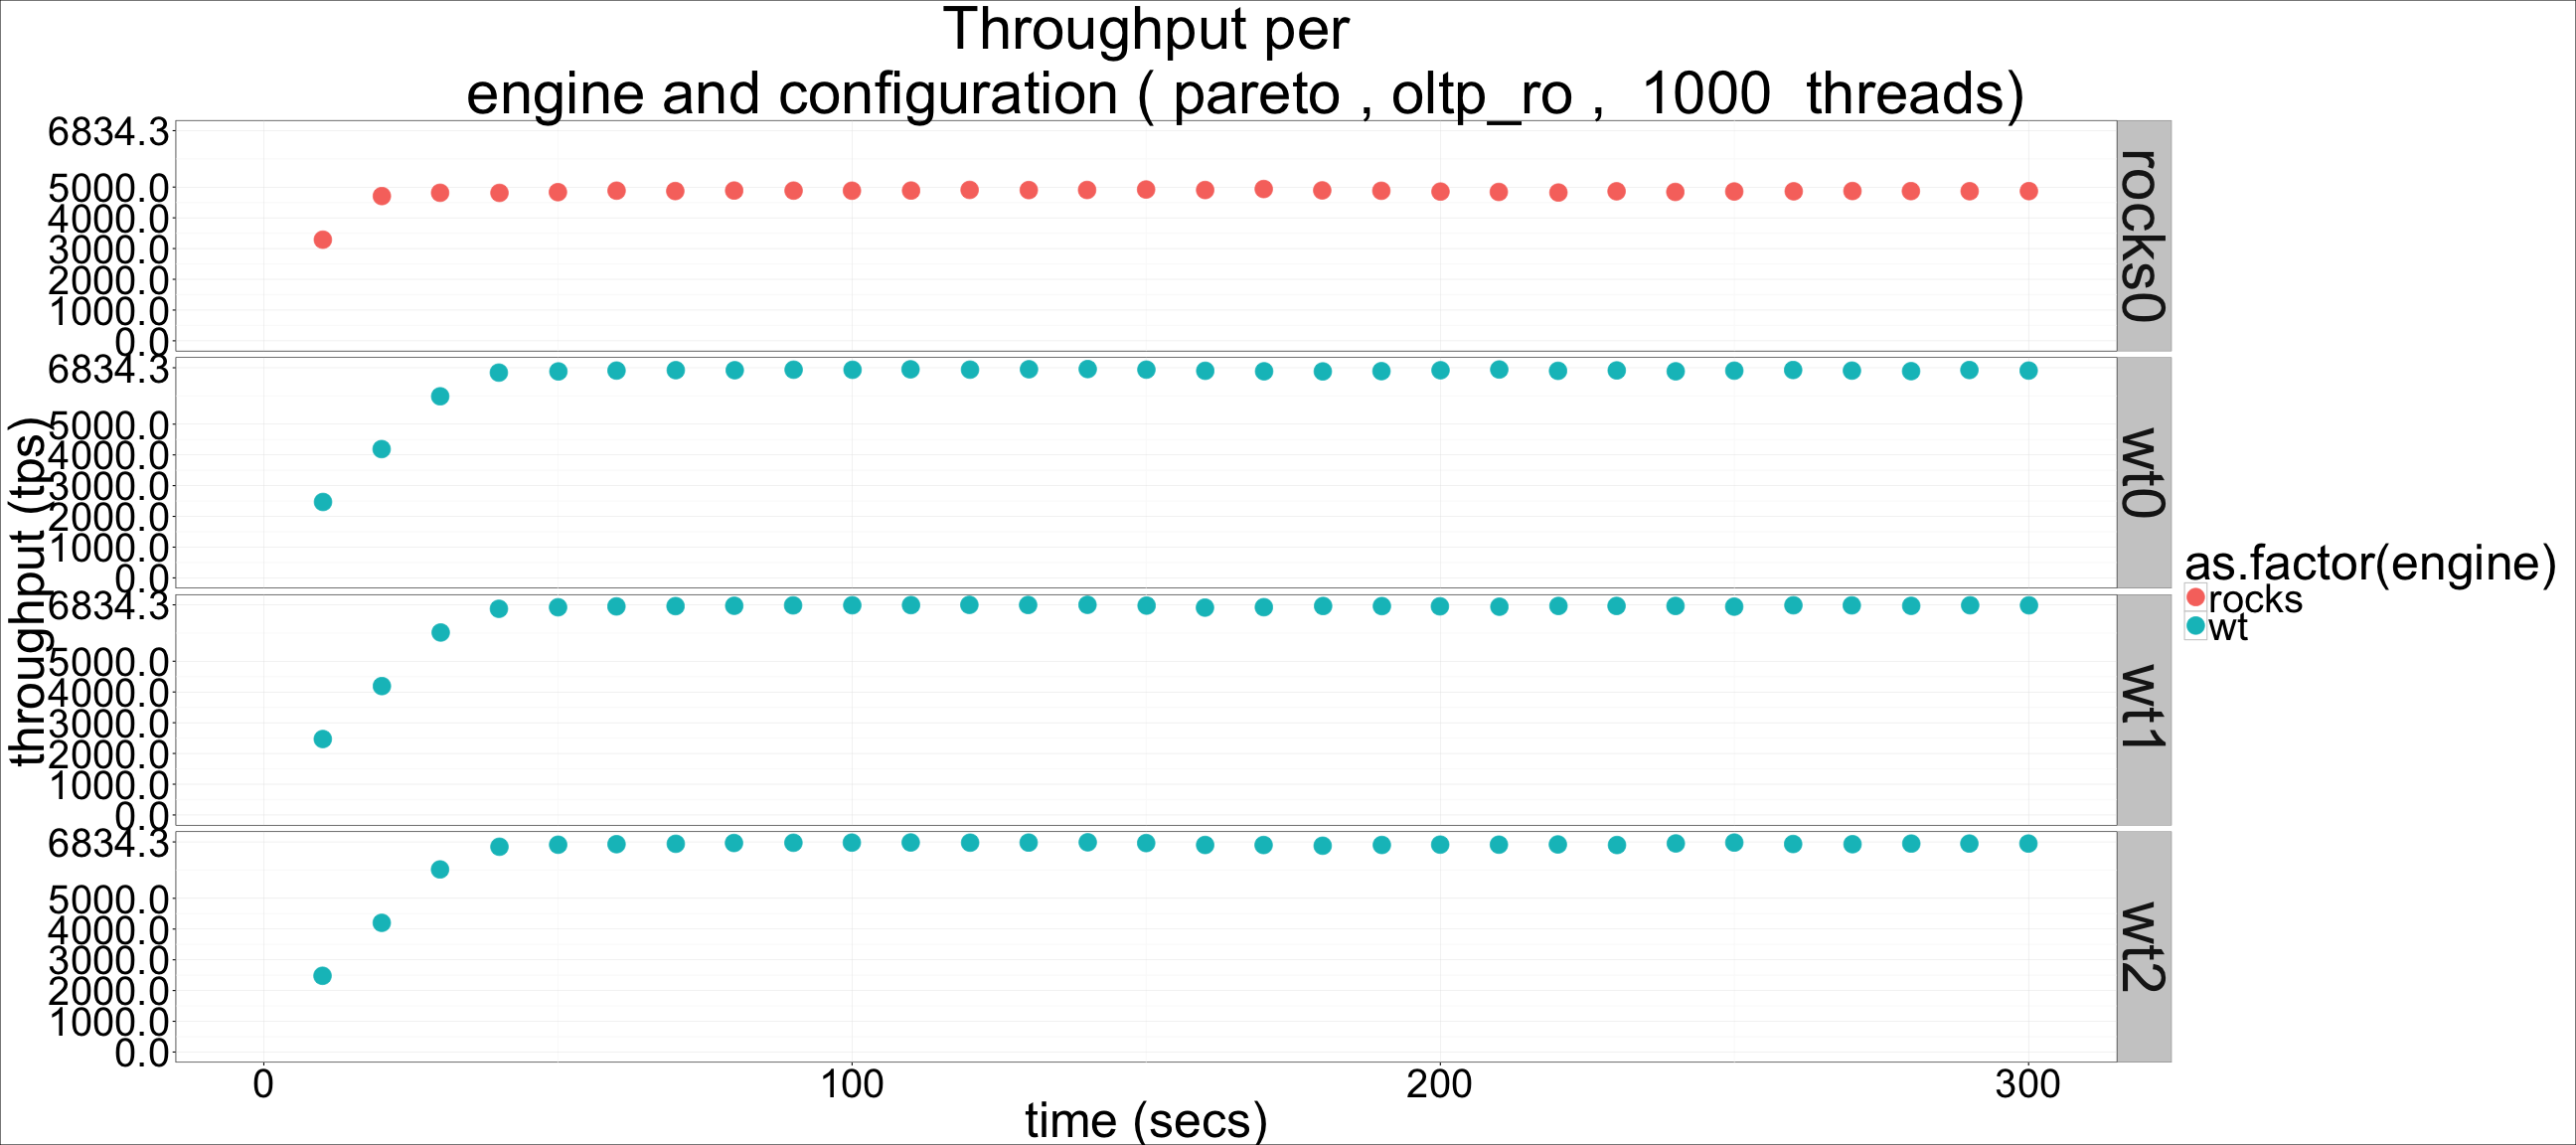 Throughput per
engine and configuration ( pareto , oltp_ro ,  1000  threads)
throughput (tps)
6834.3
5000.0
4000.0
3000.0
2000.0
1000.0
0.0
rocks0
6834.3
5000.0
4000.0
3000.0
2000.0
1000.0
0.0
wt0
6834.3
5000.0
4000.0
3000.0
2000.0
1000.0
0.0
wt1
6834.3
5000.0
4000.0
3000.0
2000.0
1000.0
0.0
wt2
0 100 200 300
time (secs)
as.factor(engine)
rocks
wt